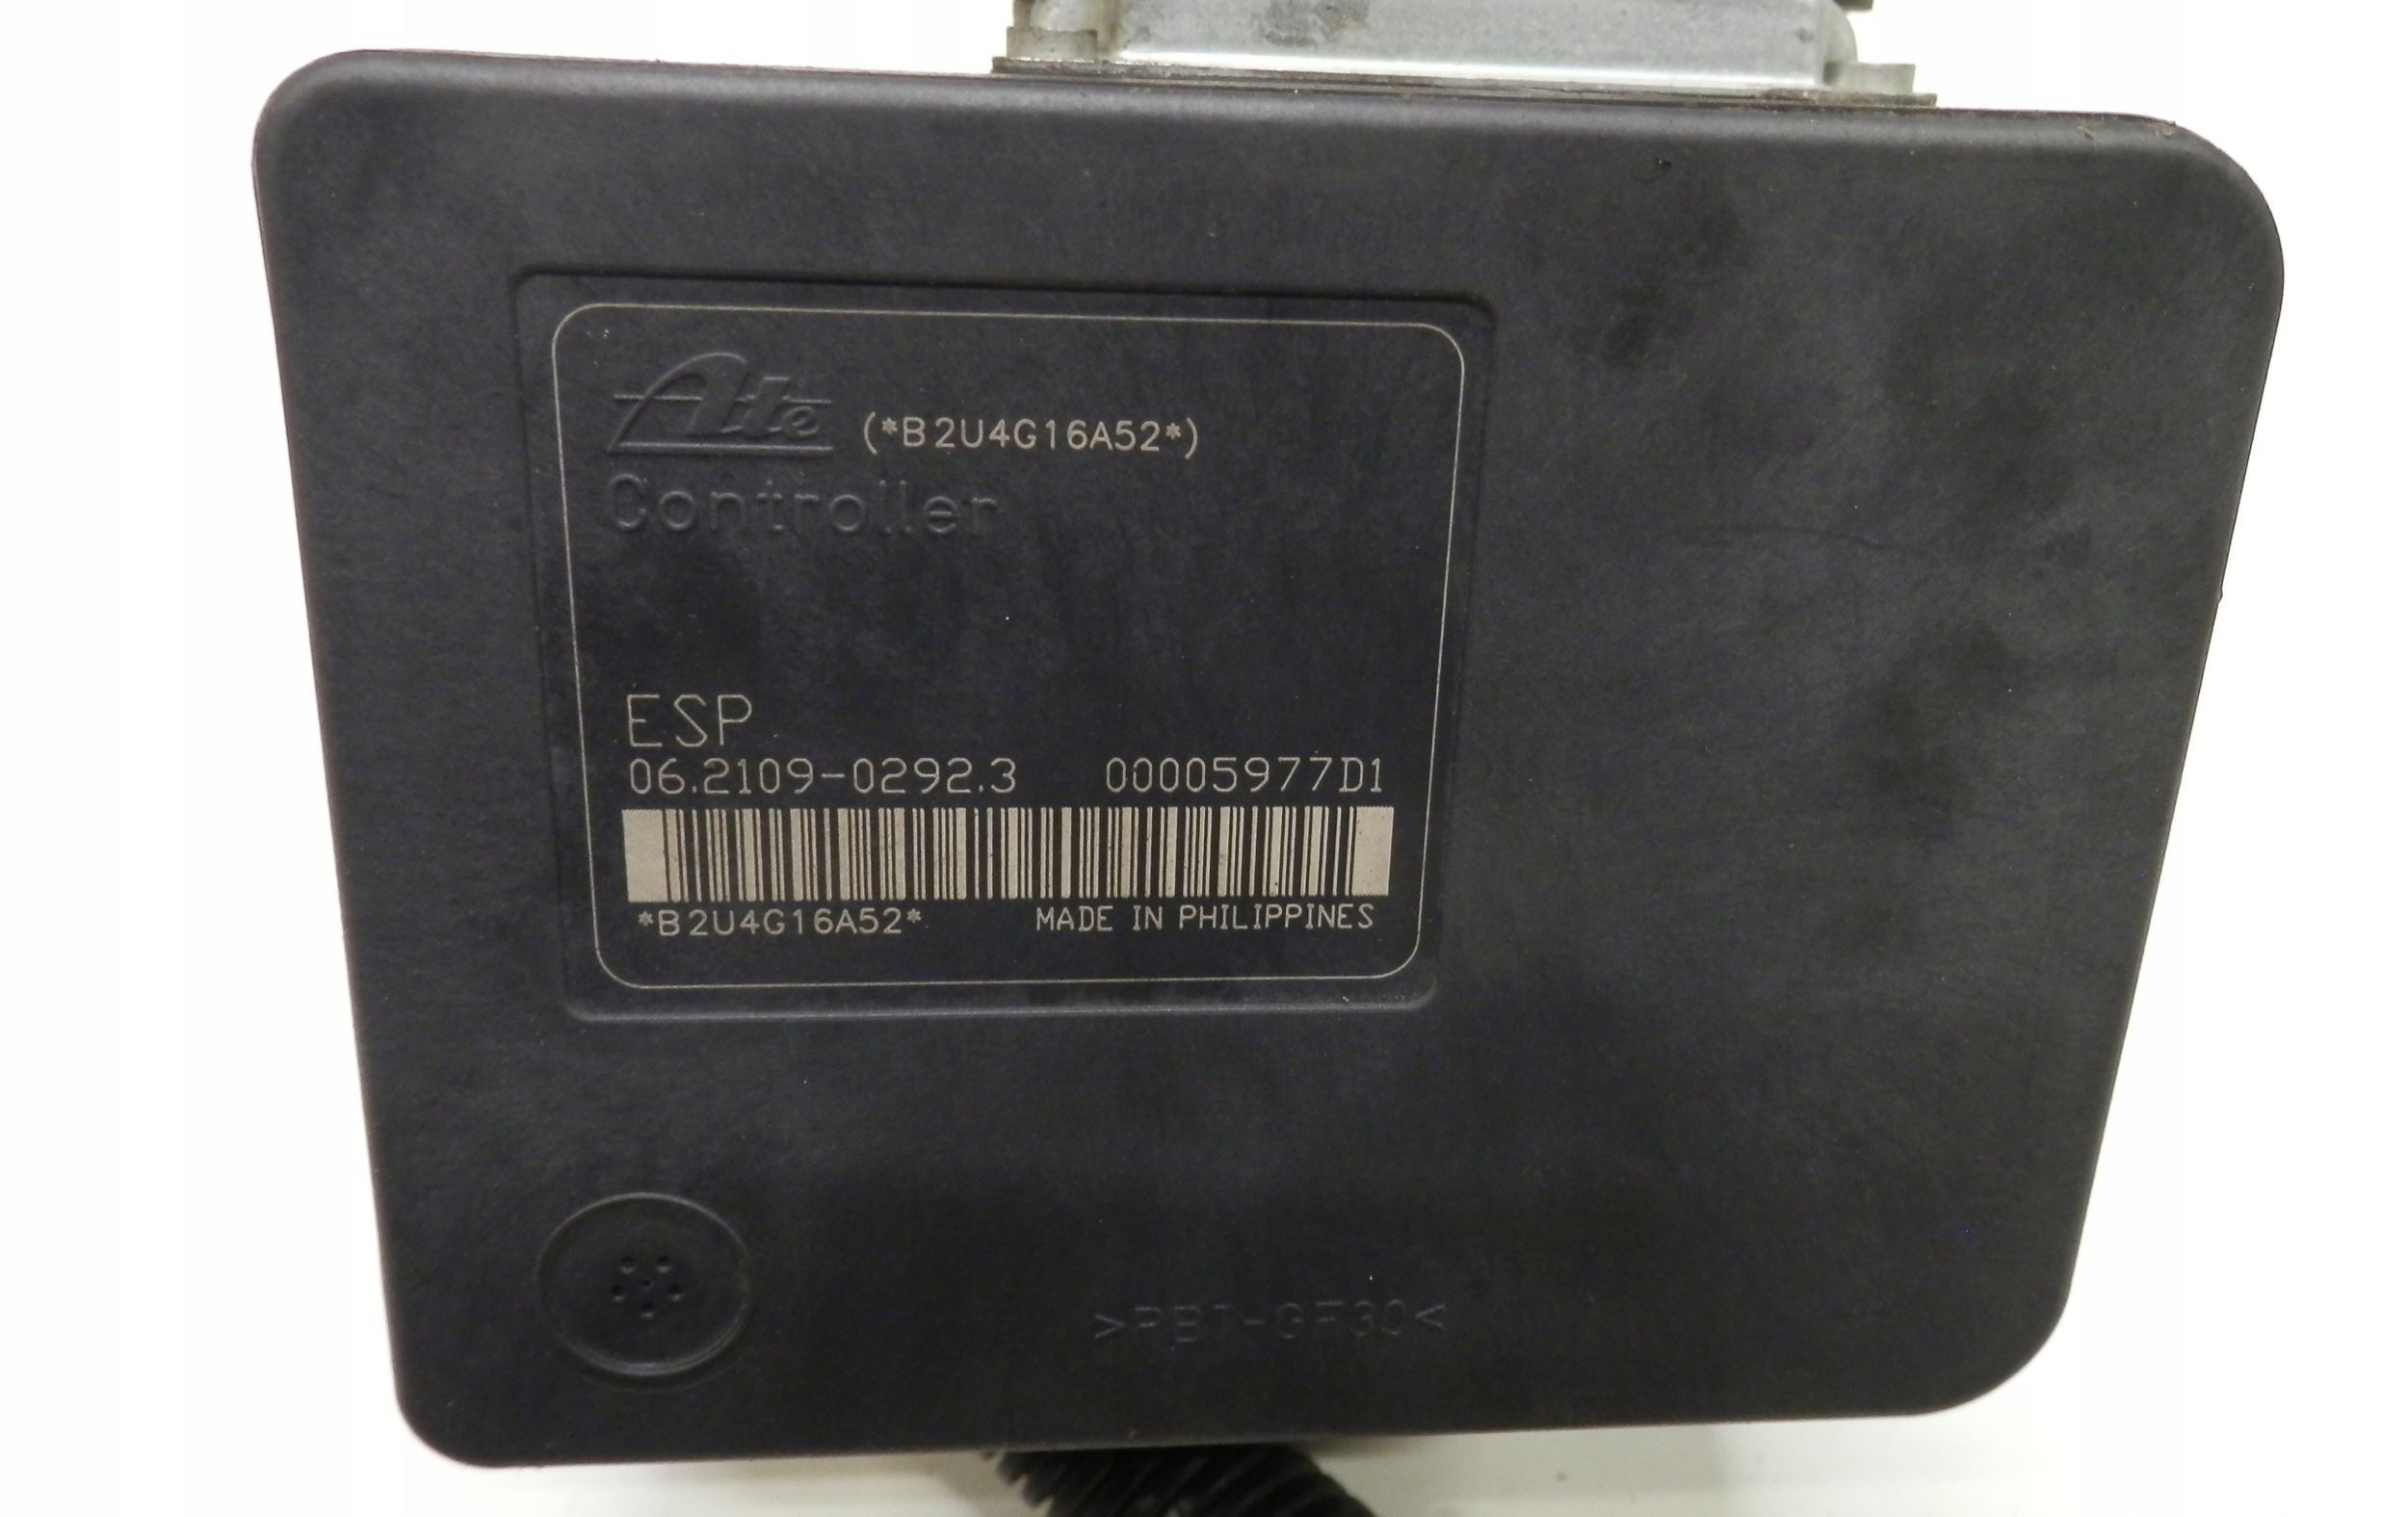 Ate (*B2U4G16A52*)
Controller
ESP
06.2109-0292.3 00005977D1
*B2U4G16A52* MADE IN PHILIPPINES
>PBT-GF30<